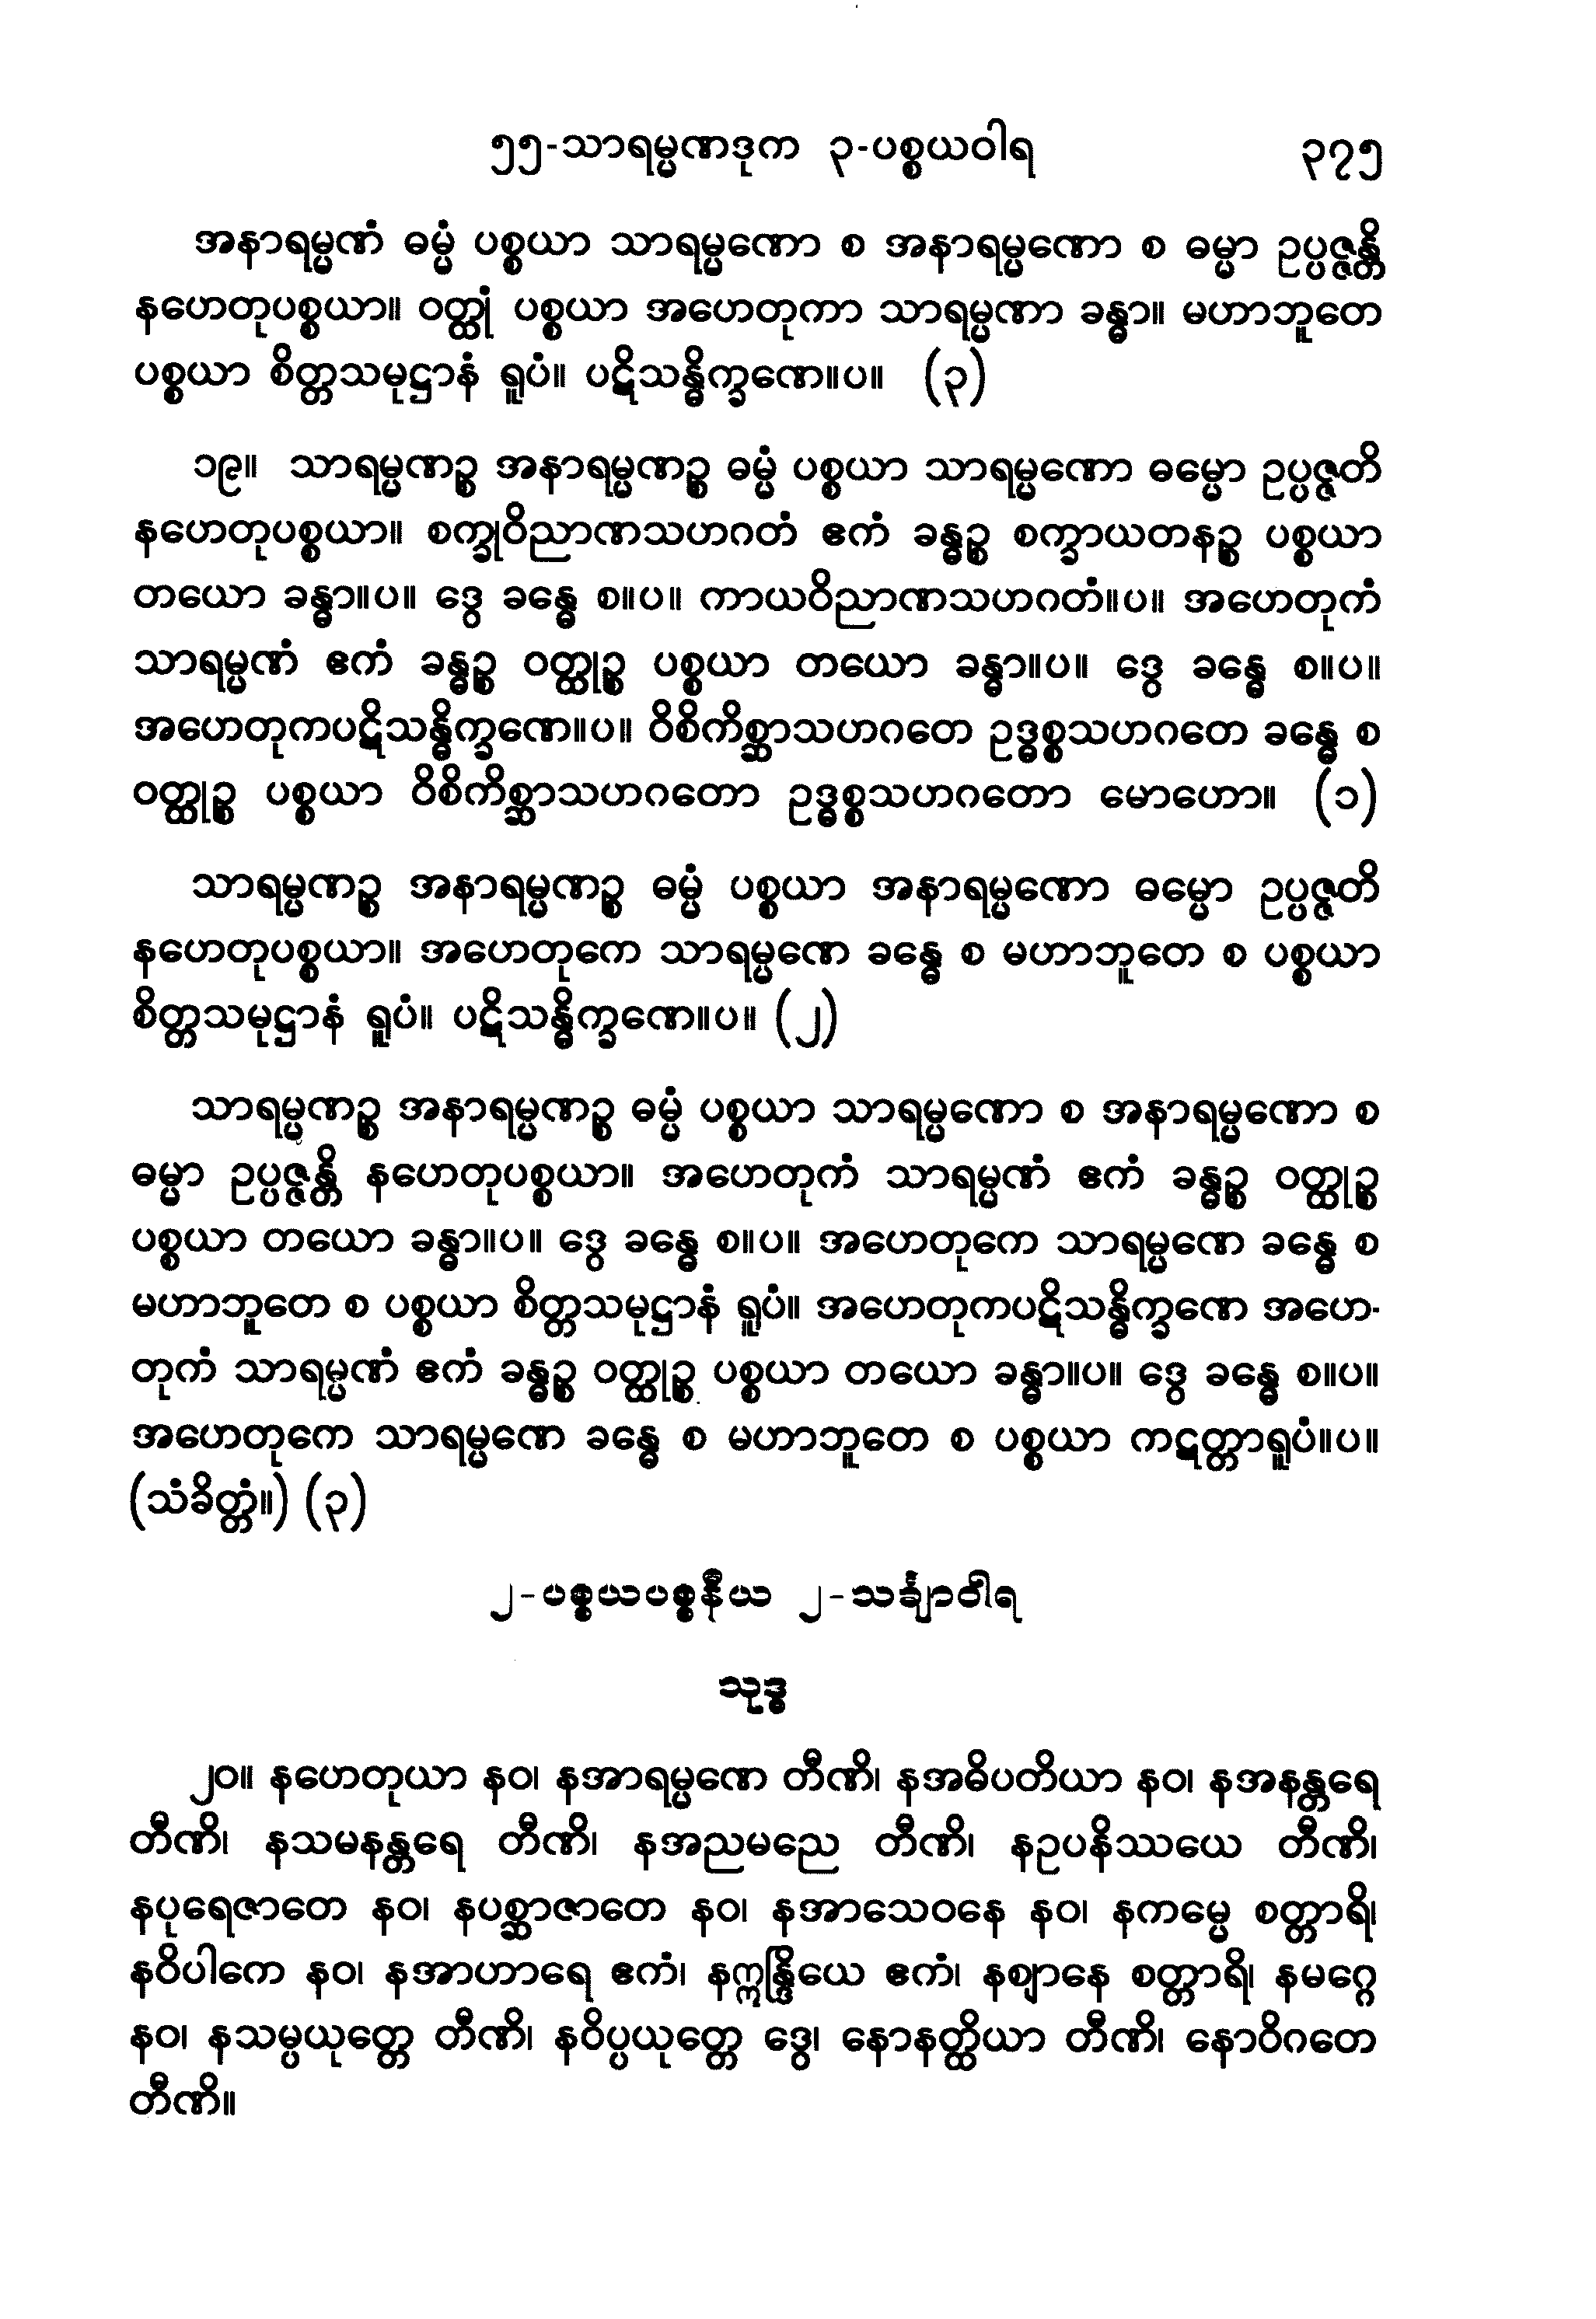 ၅၅-သာရမ္မဏဒုက ၃-ပစ္စယဝါရ ၃၇၅
အနာရမ္မဏံ ဓမ္မံ ပစ္စယာ သာရမ္မဏော စ အနာရမ္မဏော စ ဓမ္မာ ဥပ္ပဇ္ဇန္တိ
နဟေတုပစ္စယာ။ ဝတ္ထုံ ပစ္စယာ အဟေတုကာ သာရမ္မဏာ ခန္ဓာ။ မဟာဘူတေ
ပစ္စယာ စိတ္တသမုဋ္ဌာနံ ရူပံ။ ပဋိသန္ဓိက္ခဏေ။ပ။ (၃)
၁၉။ သာရမ္မဏဉ္စ အနာရမ္မဏဉ္စ ဓမ္မံ ပစ္စယာ သာရမ္မဏော ဓမ္မော ဥပ္ပဇ္ဇတိ
နဟေတုပစ္စယာ။ စက္ခုဝိညာဏသဟဂတံ ဧကံ ခန္ဓဉ္စ စက္ခာယတနဉ္စ ပစ္စယာ
တယော ခန္ဓာ။ပ။ ဒွေ ခန္ဓေ စ။ပ။ ကာယဝိညာဏသဟဂတံ။ပ။ အဟေတုကံ
သာရမ္မဏံ ဧကံ ခန္ဓဉ္စ ဝတ္ထုဉ္စ ပစ္စယာ တယော ခန္ဓာ။ပ။ ဒွေ ခန္ဓေ စ။ပ။
အဟေတုကပဋိသန္ဓိက္ခဏေ။ပ။ ဝိစိကိစ္ဆာသဟဂတေ ဥဒ္ဓစ္စသဟဂတေ ခန္ဓေ စ
ဝတ္ထုဉ္စ ပစ္စယာ ဝိစိကိစ္ဆာသဟဂတော ဥဒ္ဓစ္စသဟဂတော မောဟော။ (၁)
သာရမ္မဏဉ္စ အနာရမ္မဏဉ္စ ဓမ္မံ ပစ္စယာ အနာရမ္မဏော ဓမ္မော ဥပ္ပဇ္ဇတိ
နဟေတုပစ္စယာ။ အဟေတုကေ သာရမ္မဏေ ခန္ဓေ စ မဟာဘူတေ စ ပစ္စယာ
စိတ္တသမုဋ္ဌာနံ ရူပံ။ ပဋိသန္ဓိက္ခဏေ။ပ။ (၂)
သာရမ္မဏဉ္စ အနာရမ္မဏဉ္စ ဓမ္မံ ပစ္စယာ သာရမ္မဏော စ အနာရမ္မဏော စ
ဓမ္မာ ဥပ္ပဇ္ဇန္တိ နဟေတုပစ္စယာ။ အဟေတုကံ သာရမ္မဏံ ဧကံ ခန္ဓဉ္စ ဝတ္ထုဉ္စ
ပစ္စယာ တယော ခန္ဓာ။ပ။ ဒွေ ခန္ဓေ စ။ပ။ အဟေတုကေ သာရမ္မဏေ ခန္ဓေ စ
မဟာဘူတေ စ ပစ္စယာ စိတ္တသမုဋ္ဌာနံ ရူပံ။ အဟေတုကပဋိသန္ဓိက္ခဏေ အဟေ-
တုကံ သာရမ္မဏံ ဧကံ ခန္ဓဉ္စ ဝတ္ထုဉ္စ ပစ္စယာ တယော ခန္ဓာ။ပ။ ဒွေ ခန္ဓေ စ။ပ။
အဟေတုကေ သာရမ္မဏေ ခန္ဓေ စ မဟာဘူတေ စ ပစ္စယာ ကဋတ္တာရူပံ။ပ။
(သံခိတ္တံ။) (၃)
၂-ပစ္စယပစ္စနီယ ၂-သင်္ချာဝါရ
သုဒ္ဓ
၂၀။ နဟေတုယာ နဝ၊ နအာရမ္မဏေ တီဏိ၊ နအဓိပတိယာ နဝ၊ နအနန္တရေ
တီဏိ၊ နသမနန္တရေ တီဏိ၊ နအညမညေ တီဏိ၊ နဥပနိဿယေ တီဏိ၊
နပုရေဇာတေ နဝ၊ နပစ္ဆာဇာတေ နဝ၊ နအာသေဝနေ နဝ၊ နကမ္မေ စတ္တာရိ၊
နဝိပါကေ နဝ၊ နအာဟာရေ ဧကံ၊ နဣန္ဒြိယေ ဧကံ၊ နဈာနေ စတ္တာရိ၊ နမဂ္ဂေ
နဝ၊ နသမ္ပယုတ္တေ တီဏိ၊ နဝိပ္ပယုတ္တေ ဒွေ၊ နောနတ္ထိယာ တီဏိ၊ နောဝိဂတေ
တီဏိ။